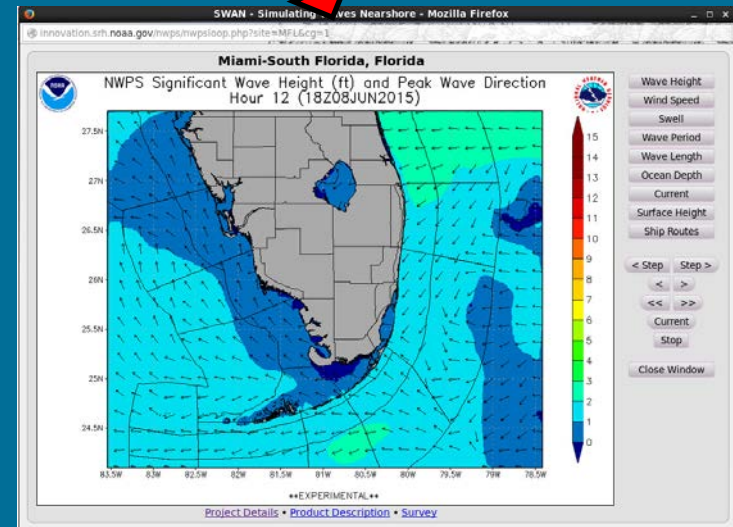 SWAN - Simulating Waves Nearshore - Mozilla Firefox
innovation.srh.noaa.gov/nwps/nwpsloop.php?site=MFL&cg=1
Miami-South Florida, Florida
NWPS Significant Wave Height (ft) and Peak Wave Direction
Hour 12 (18Z08JUN2015)
27.5N
27N
26.5N
26N
25.5N
25N
24.5N
83.5W 83W 82.5W 82W 81.5W 81W 80.5W 80W 79.5W 79W 78.5W
15
14
13
12
11
10
9
8
7
6
5
4
3
2
1
0
**EXPERIMENTAL**
Project Details • Product Description • Survey
Wave Height
Wind Speed
Swell
Wave Period
Wave Length
Ocean Depth
Current
Surface Height
Ship Routes
< Step Step >
< >
<< >>
Current
Stop
Close Window